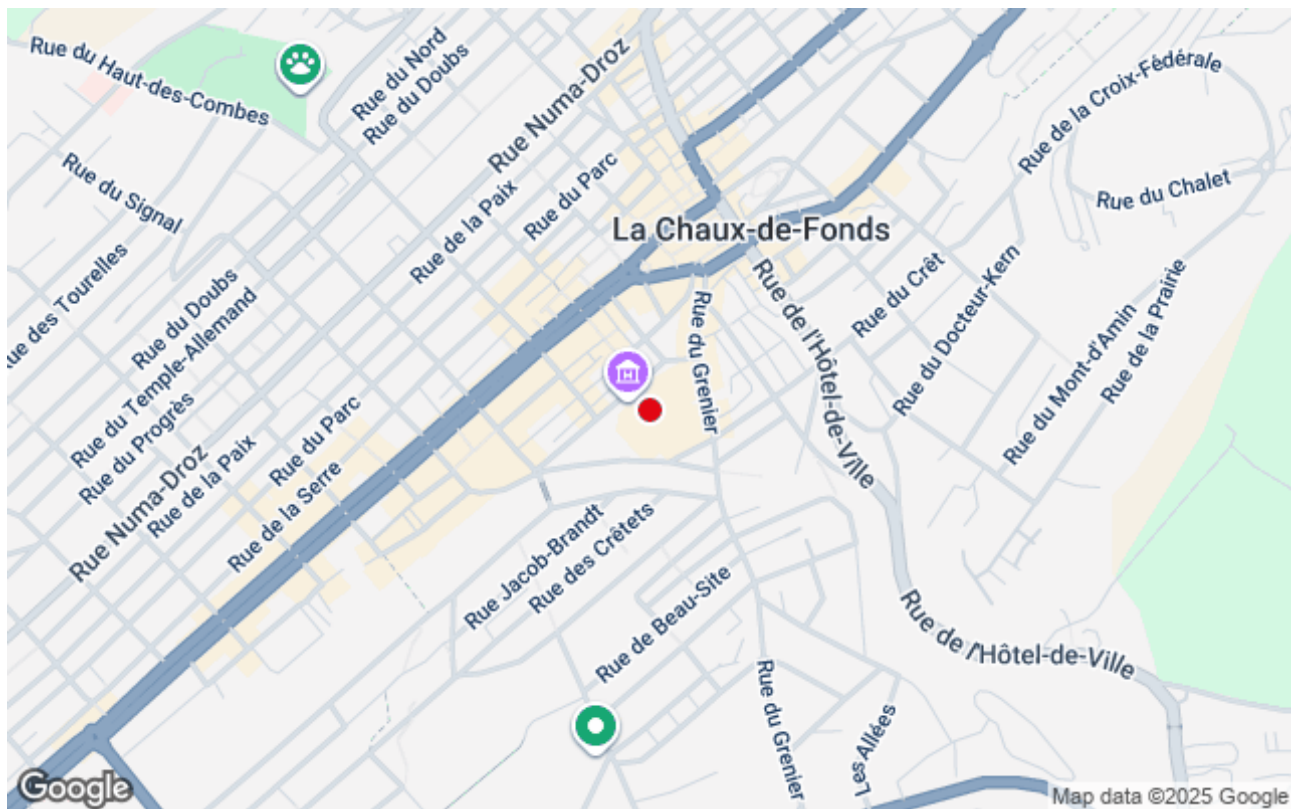 Rue du Haut-des-Combes
Rue du Nord
Rue du Doubs
Rue Numa-Droz
Rue de la Croix-Fédérale
Rue du Signal
Rue du Parc
Rue de la Paix
Rue du Chalet
La Chaux-de-Fonds
ue des Tourelles
Rue du Doubs
Rue du Temple-Allemand
Rue du Progrès
Rue du Crêt
Rue du Docteur-Kern
Rue de l'Hôtel-de-Ville
Rue du Grenier
Rue du Mont-d'Amin
Rue de la Prairie
Rue du Parc
Rue de la Paix
Rue Numa-Droz
Rue de la Serre
Rue Jacob-Brandt
Rue des Crêtets
Rue de Beau-Site
Rue de l'Hôtel-de-Ville
Rue du Grenier
Les Allées
Google
Map data ©2025 Google